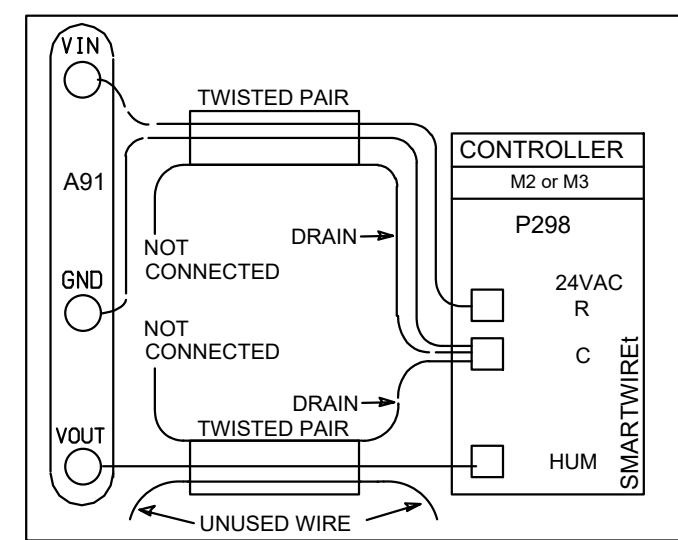 VIN
TWISTED PAIR
CONTROLLER
M2 or M3
A91
P298
DRAIN
NOT
CONNECTED
GND
24VAC
R
NOT
CONNECTED
C
SMARTWIREt
DRAIN
TWISTED PAIR
VOUT
HUM
UNUSED WIRE